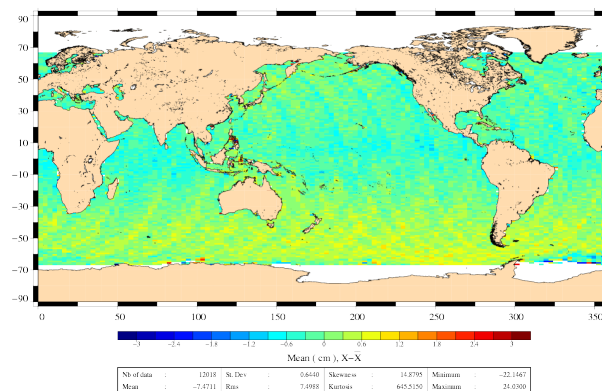 90
70
50
30
10
−10
−30
−50
−70
−90
0 50 100 150 200 250 300 350
−3 −2.4 −1.8 −1.2 −0.6 0 0.6 1.2 1.8 2.4 3
Mean ( cm ), X−X̄
Nb of data : 12018 St. Dev : 0.6440 Skewness : 14.8795 Minimum : −22.1467
Mean : −7.4711 Rms : 7.4988 Kurtosis : 645.5150 Maximum : 24.0300